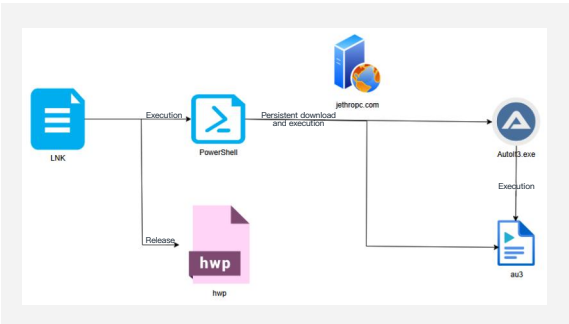 jethropc.com
Execution
Persistent download
and execution
LNK
PowerShell
AutoIt3.exe
Execution
Release
hwp
hwp
au3